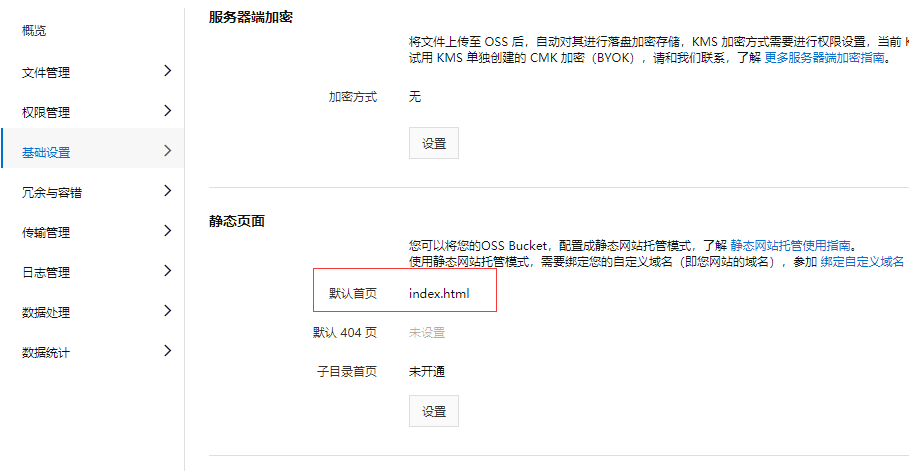 概览
文件管理
权限管理
基础设置
冗余与容错
传输管理
日志管理
数据处理
数据统计
服务器端加密
将文件上传至 OSS 后，自动对其进行落盘加密存储，KMS 加密方式需要进行权限设置，当前 K
试用 KMS 单独创建的 CMK 加密（BYOK），请和我们联系，了解 更多服务器端加密指南。
加密方式 无
设置
静态页面
您可以将您的OSS Bucket，配置成静态网站托管模式，了解 静态网站托管使用指南。
使用静态网站托管模式，需要绑定您的自定义域名（即您网站的域名），参加 绑定自定义域名
默认首页 index.html
默认 404 页 未设置
子目录首页 未开通
设置